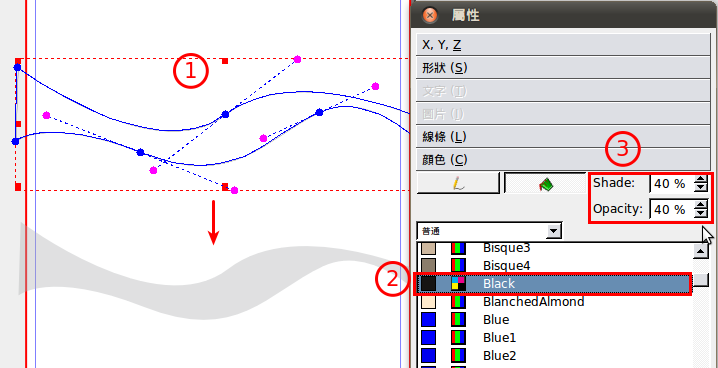 屬性
X, Y, Z
形狀 (S)
文字 (T)
圖片 (I)
線條 (L)
顏色 (C)
Shade: 40 %
Opacity: 40 %
普通
Bisque3
Bisque4
Black
BlanchedAlmond
Blue
Blue1
Blue2
1
2
3